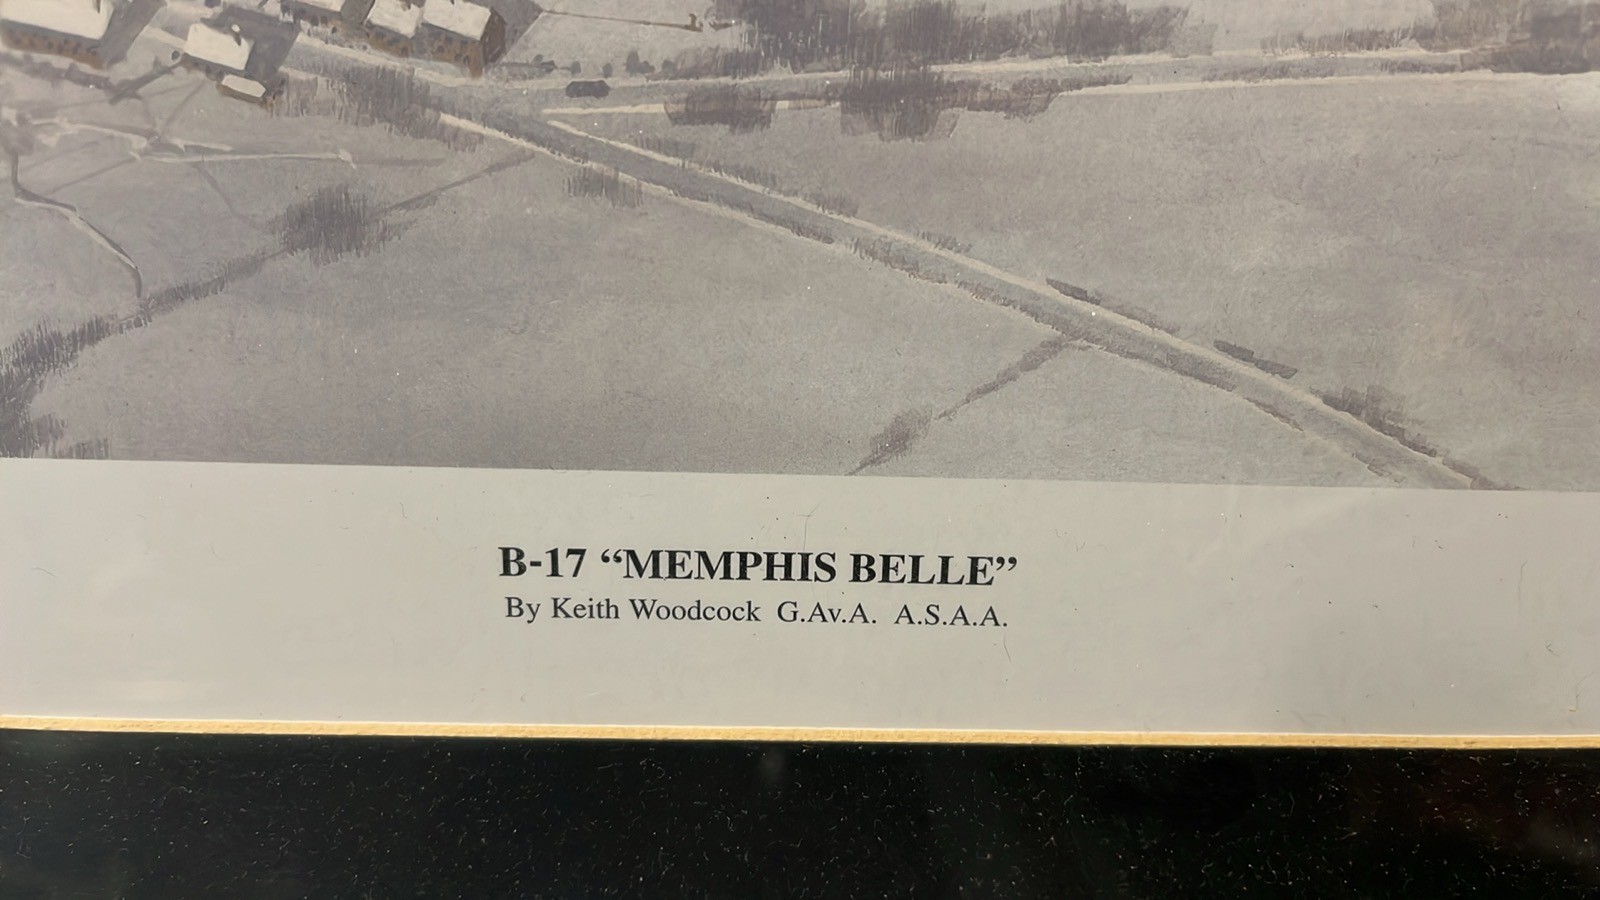 B-17 “MEMPHIS BELLE”
By Keith Woodcock G.Av.A. A.S.A.A.